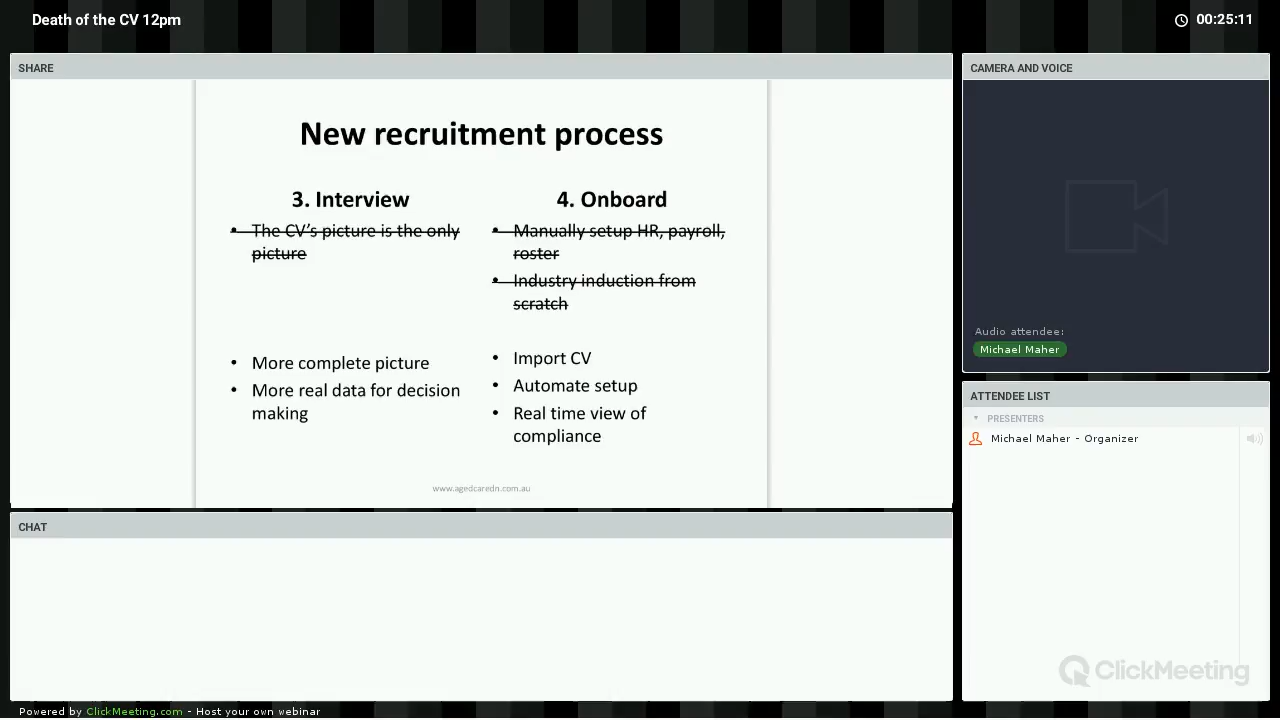 Death of the CV 12pm
00:25:11
SHARE
New recruitment process
3. Interview
• The CV's picture is the only
picture
• More complete picture
• More real data for decision
making
4. Onboard
• Manually setup HR, payroll,
roster
• Industry induction from
scratch
• Import CV
• Automate setup
• Real time view of
compliance
www.agedcaredn.com.au
CAMERA AND VOICE
Audio attendee:
Michael Maher
ATTENDEE LIST
PRESENTERS
Michael Maher - Organizer
CHAT
ClickMeeting
Powered by ClickMeeting.com - Host your own webinar